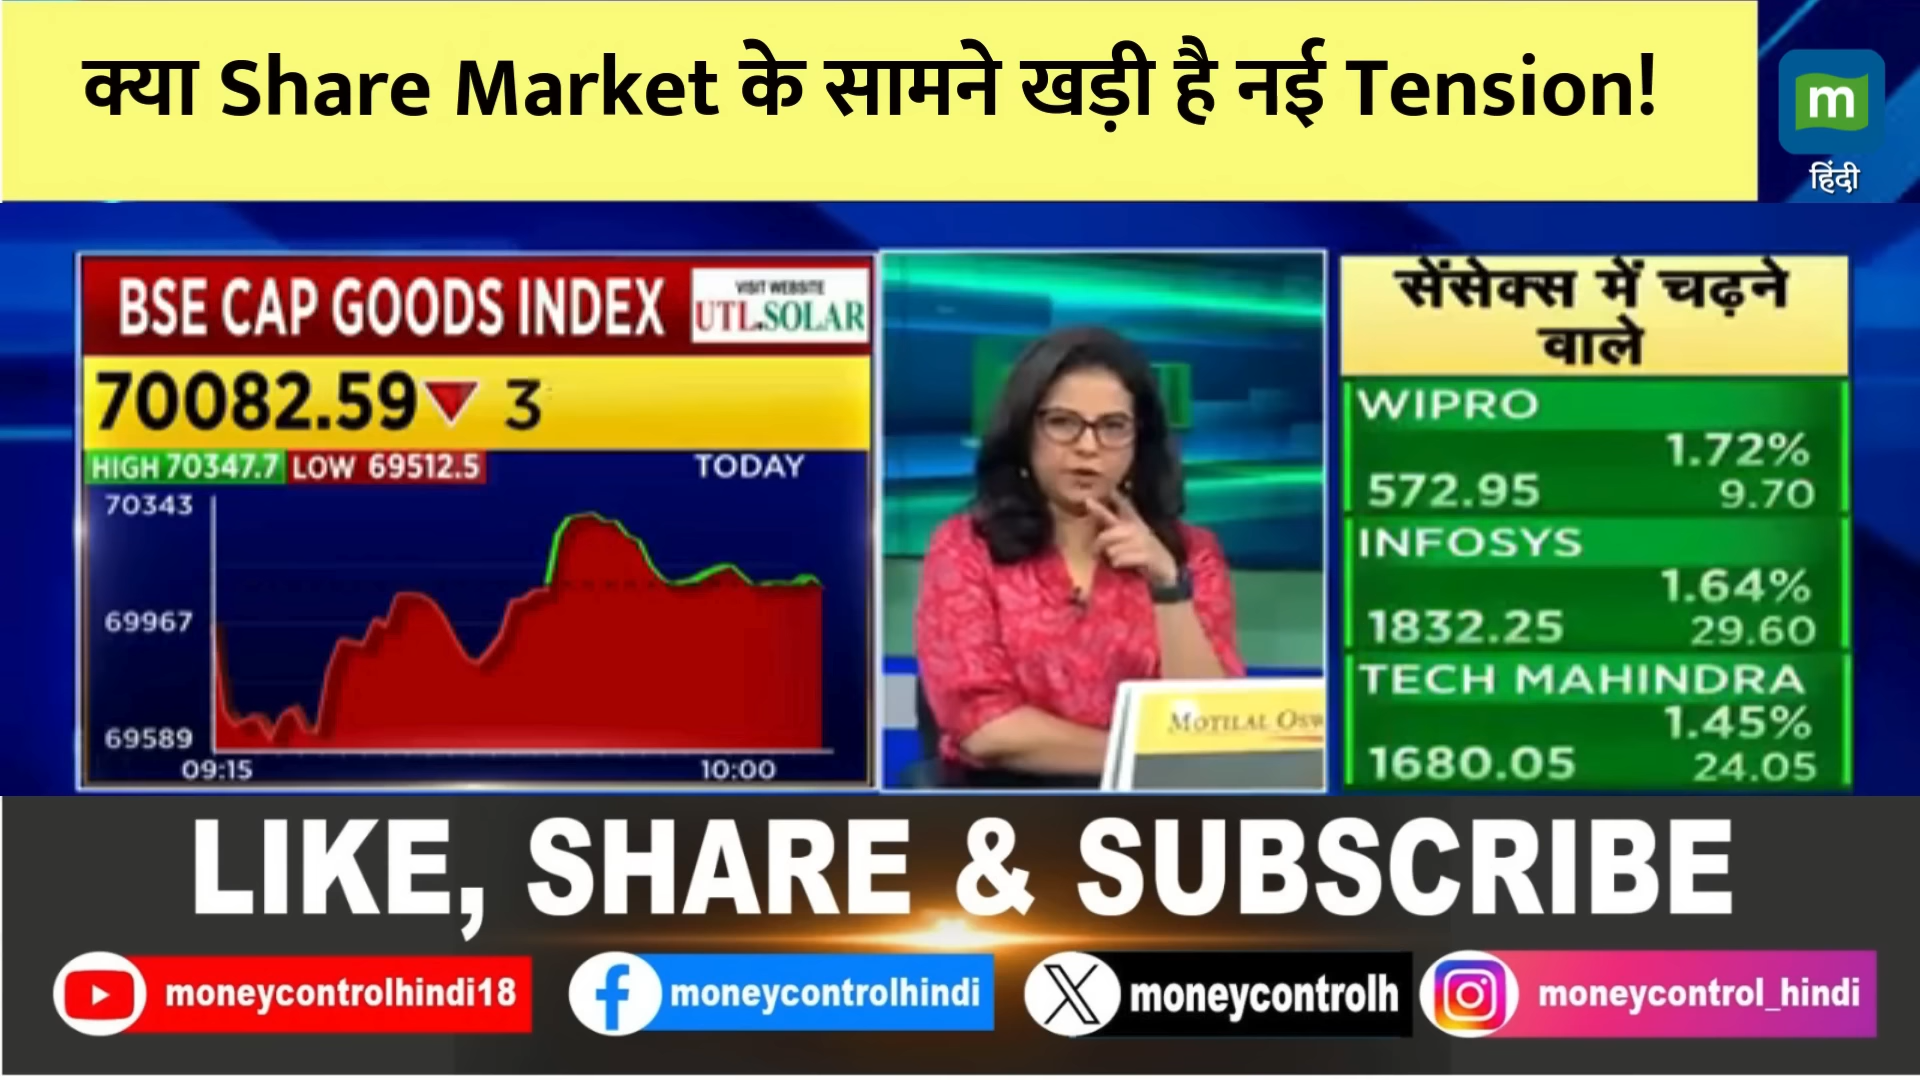 क्या Share Market के सामने खड़ी है नई Tension!
m
हिंदी
BSE CAP GOODS INDEX
VISIT WEBSITE
UTL.SOLAR
70082.59 ▼ 3
HIGH 70347.7 LOW 69512.5
TODAY
70343
69967
69589
09:15 10:00
MOTILAL OSW
सेंसेक्स में चढ़ने
वाले
WIPRO
1.72%
572.95 9.70
INFOSYS
1.64%
1832.25 29.60
TECH MAHINDRA
1.45%
1680.05 24.05
LIKE, SHARE & SUBSCRIBE
moneycontrolhindi18
moneycontrolhindi
moneycontrolh
moneycontrol_hindi